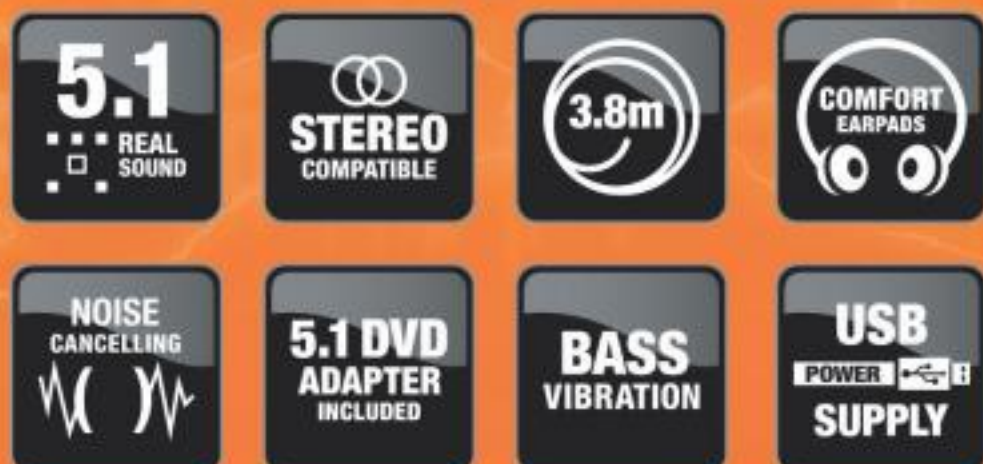 5.1
REAL
SOUND
STEREO
COMPATIBLE
3.8m
COMFORT
EARPADS
NOISE
CANCELLING
5.1 DVD
ADAPTER
INCLUDED
BASS
VIBRATION
USB
POWER
SUPPLY